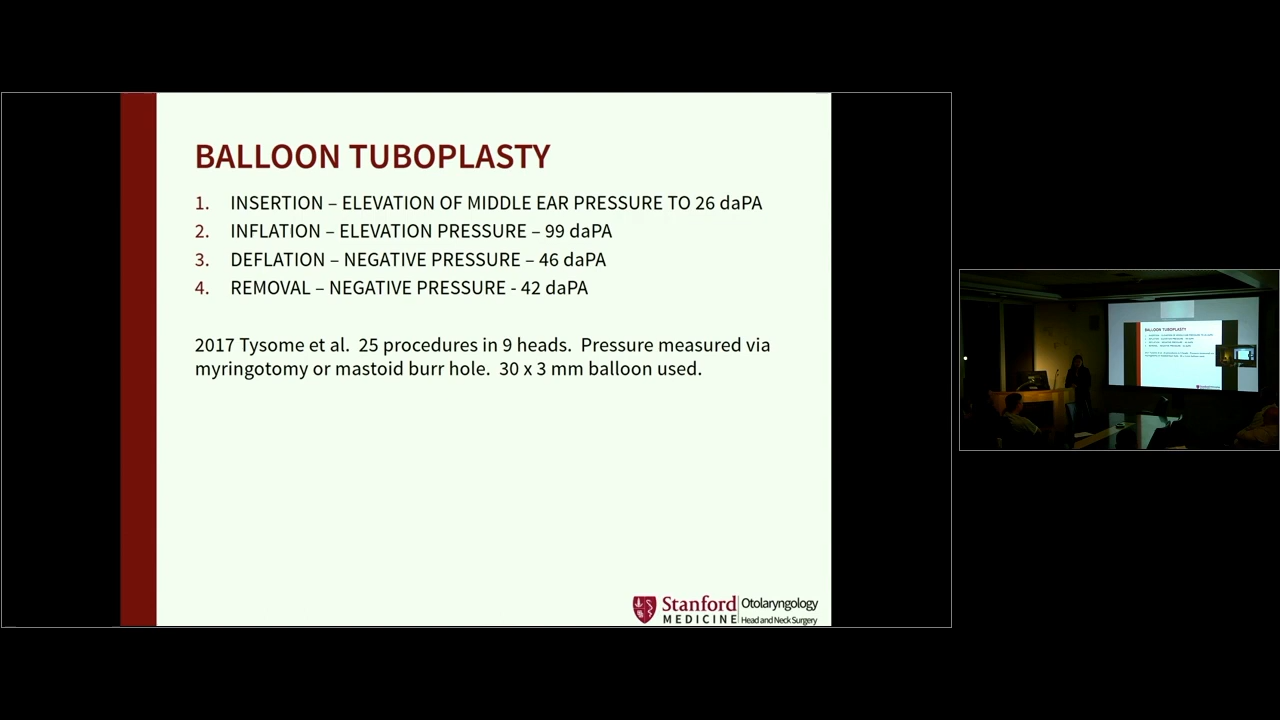 BALLOON TUBOPLASTY
1. INSERTION – ELEVATION OF MIDDLE EAR PRESSURE TO 26 daPA
2. INFLATION – ELEVATION PRESSURE – 99 daPA
3. DEFLATION – NEGATIVE PRESSURE – 46 daPA
4. REMOVAL – NEGATIVE PRESSURE - 42 daPA
2017 Tysome et al. 25 procedures in 9 heads. Pressure measured via
myringotomy or mastoid burr hole. 30 x 3 mm balloon used.
Stanford
MEDICINE
Otolaryngology
Head and Neck Surgery
BALLOON TUBOPLASTY